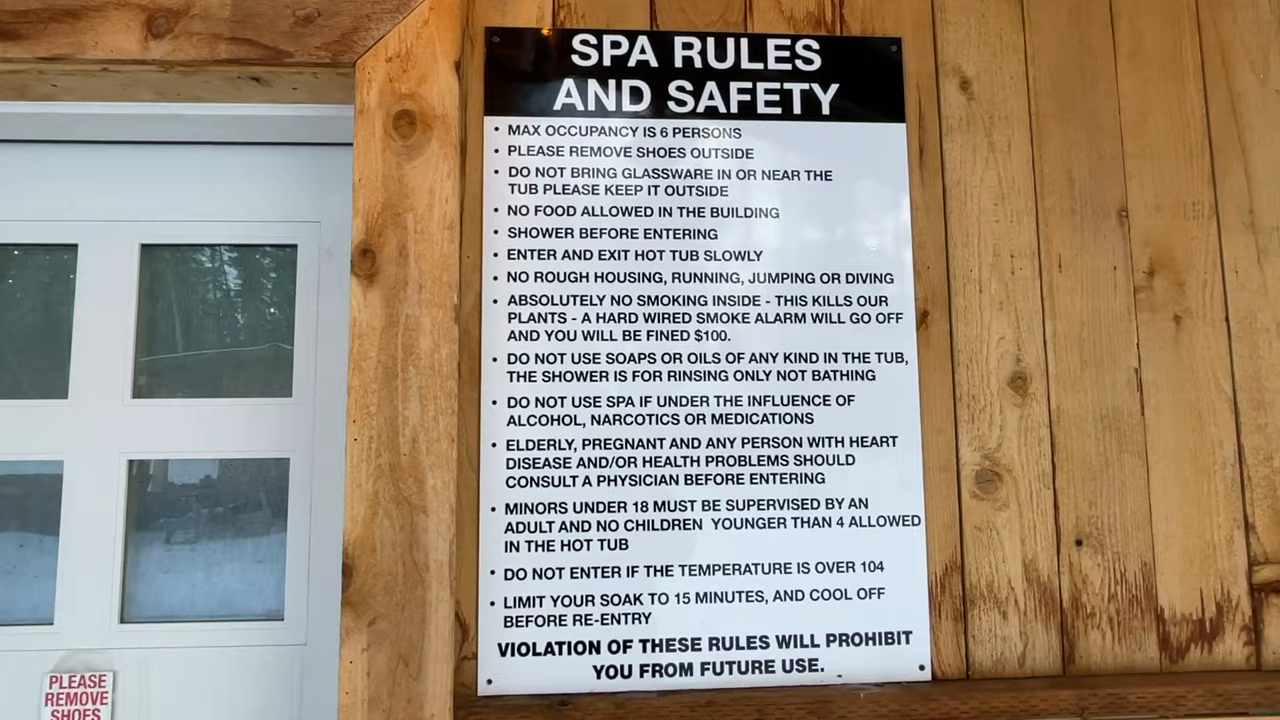 SPA RULES
AND SAFETY
• MAX OCCUPANCY IS 6 PERSONS
• PLEASE REMOVE SHOES OUTSIDE
• DO NOT BRING GLASSWARE IN OR NEAR THE
TUB PLEASE KEEP IT OUTSIDE
• NO FOOD ALLOWED IN THE BUILDING
• SHOWER BEFORE ENTERING
• ENTER AND EXIT HOT TUB SLOWLY
• NO ROUGH HOUSING, RUNNING, JUMPING OR DIVING
• ABSOLUTELY NO SMOKING INSIDE - THIS KILLS OUR
PLANTS - A HARD WIRED SMOKE ALARM WILL GO OFF
AND YOU WILL BE FINED $100.
• DO NOT USE SOAPS OR OILS OF ANY KIND IN THE TUB,
THE SHOWER IS FOR RINSING ONLY NOT BATHING
• DO NOT USE SPA IF UNDER THE INFLUENCE OF
ALCOHOL, NARCOTICS OR MEDICATIONS
• ELDERLY, PREGNANT AND ANY PERSON WITH HEART
DISEASE AND/OR HEALTH PROBLEMS SHOULD
CONSULT A PHYSICIAN BEFORE ENTERING
• MINORS UNDER 18 MUST BE SUPERVISED BY AN
ADULT AND NO CHILDREN YOUNGER THAN 4 ALLOWED
IN THE HOT TUB
• DO NOT ENTER IF THE TEMPERATURE IS OVER 104
• LIMIT YOUR SOAK TO 15 MINUTES, AND COOL OFF
BEFORE RE-ENTRY
VIOLATION OF THESE RULES WILL PROHIBIT
YOU FROM FUTURE USE.
PLEASE
REMOVE
SHOES